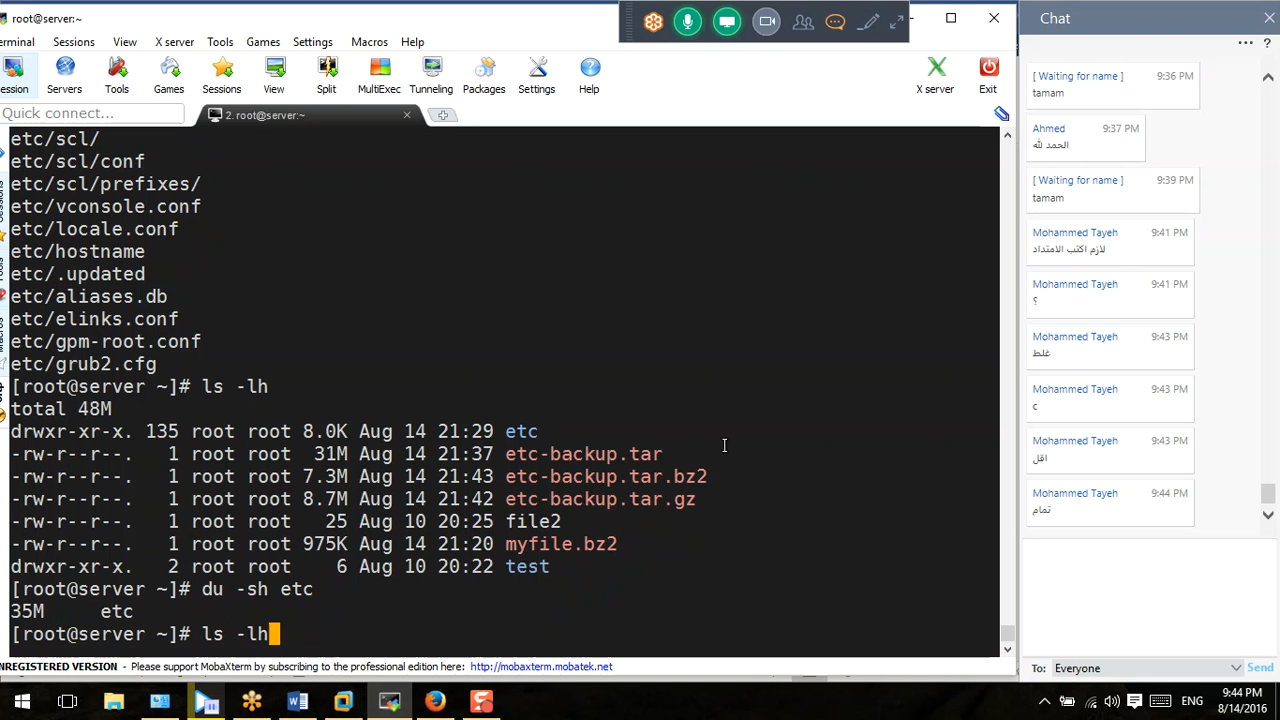 root@server:~
erminal Sessions View X server Tools Games Settings Macros Help
ession Servers Tools Games Sessions View Split MultiExec Tunneling Packages Settings Help X server Exit
Quick connect...
2. root@server:~
etc/scl/
etc/scl/conf
etc/scl/prefixes/
etc/vconsole.conf
etc/locale.conf
etc/hostname
etc/.updated
etc/aliases.db
etc/elinks.conf
etc/gpm-root.conf
etc/grub2.cfg
[root@server ~]# ls -lh
total 48M
drwxr-xr-x. 135 root root 8.0K Aug 14 21:29 etc
-rw-r--r--. 1 root root 31M Aug 14 21:37 etc-backup.tar
-rw-r--r--. 1 root root 7.3M Aug 14 21:43 etc-backup.tar.bz2
-rw-r--r--. 1 root root 8.7M Aug 14 21:42 etc-backup.tar.gz
-rw-r--r--. 1 root root 25 Aug 10 20:25 file2
-rw-r--r--. 1 root root 975K Aug 14 21:20 myfile.bz2
drwxr-xr-x. 2 root root 6 Aug 10 20:22 test
[root@server ~]# du -sh etc
35M etc
[root@server ~]# ls -lh
NREGISTERED VERSION - Please support MobaXterm by subscribing to the professional edition here: http://mobaxterm.mobatek.net
Chat
[ Waiting for name ] 9:36 PM
tamam
Ahmed 9:37 PM
الحمد لله
[ Waiting for name ] 9:39 PM
tamam
Mohammed Tayeh 9:41 PM
لازم اكتب الامتداد
Mohammed Tayeh 9:41 PM
؟
Mohammed Tayeh 9:43 PM
غلط
Mohammed Tayeh 9:43 PM
c
Mohammed Tayeh 9:43 PM
اقل
Mohammed Tayeh 9:44 PM
تمام
To: Everyone Send
ENG
9:44 PM
8/14/2016